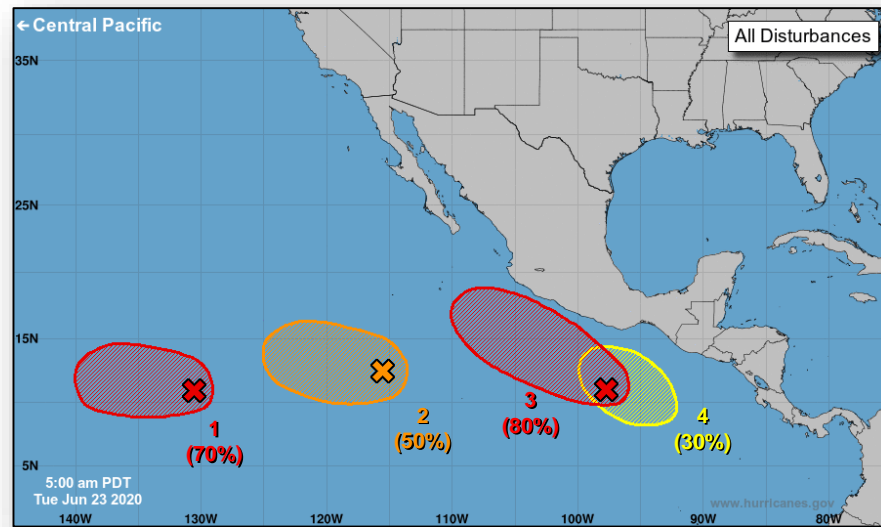 ← Central Pacific
All Disturbances
35N
25N
15N
5N
1
(70%)
2
(50%)
3
(80%)
4
(30%)
5:00 am PDT
Tue Jun 23 2020
www.hurricanes.gov
140W 130W 120W 110W 100W 90W 80W